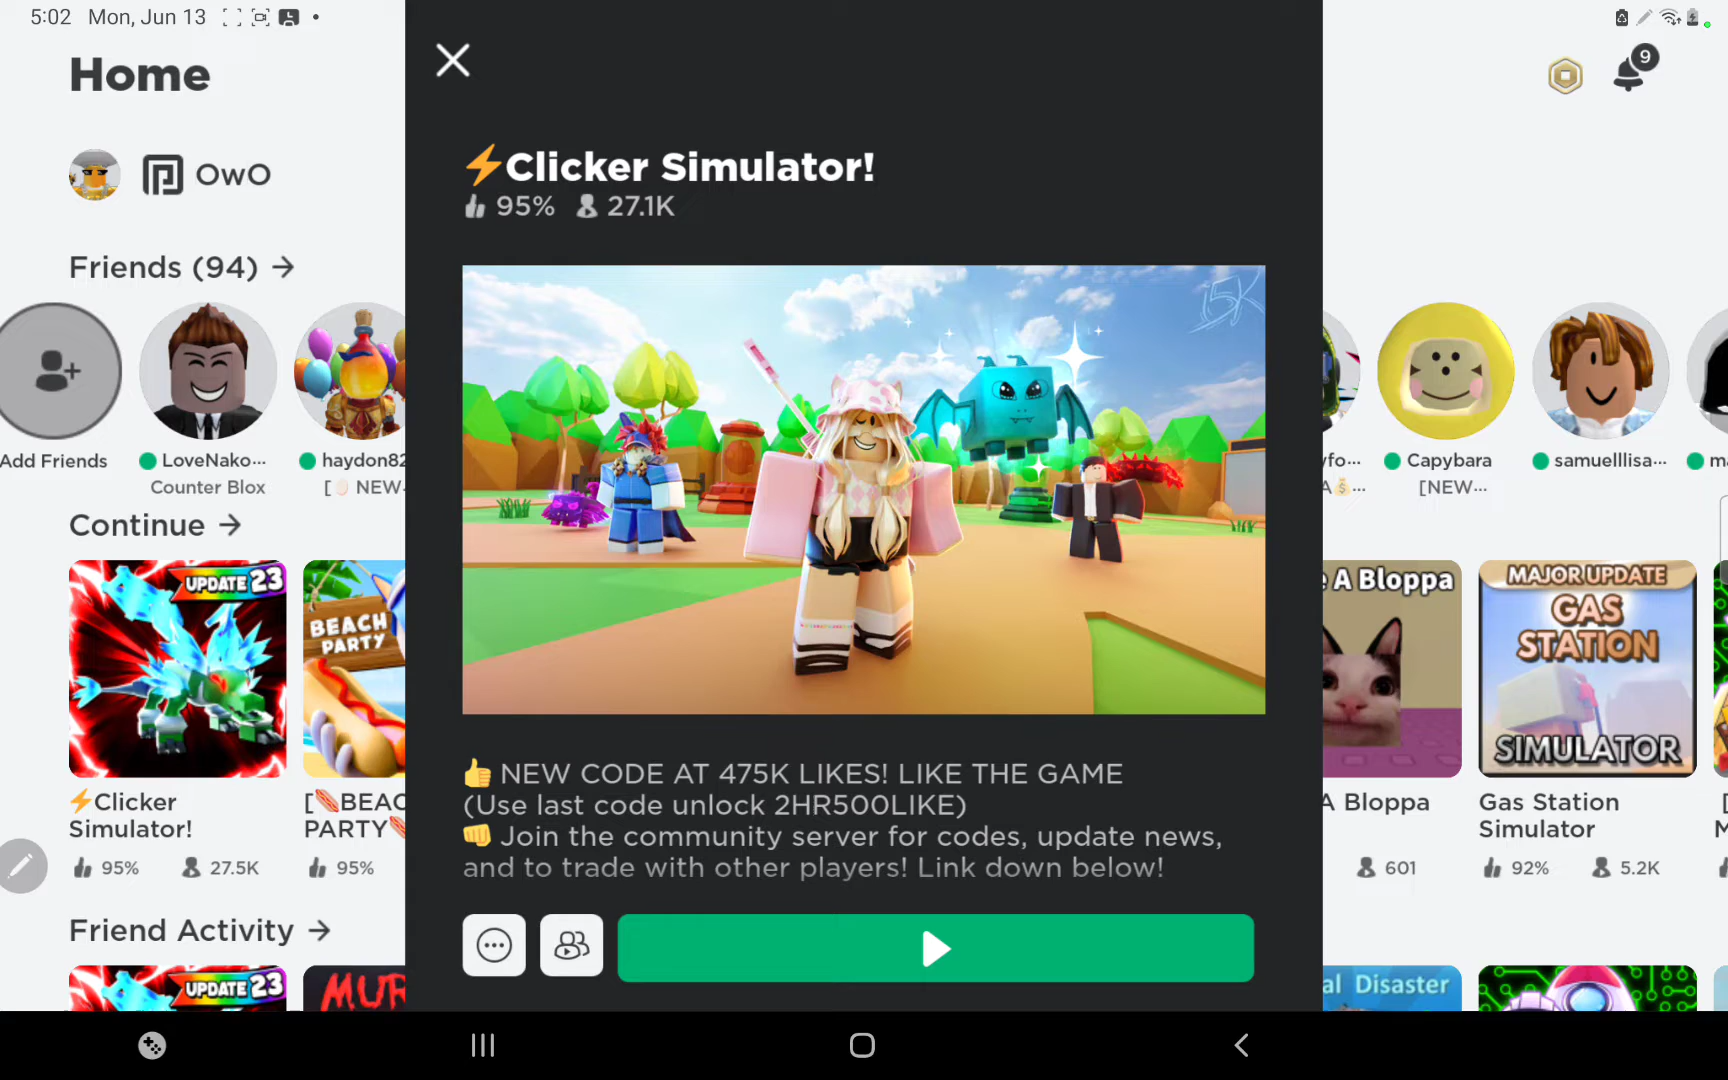 5:02 Mon, Jun 13
Home
9
OwO
Friends (94)
Add Friends
LoveNako...
Counter Blox
haydon82
[🥚 NEW
Continue
UPDATE 23
BEACH
PARTY
⚡Clicker
Simulator!
95% 27.5K
[🌭BEAC
PARTY🌭
95%
Friend Activity
UPDATE 23
MUR
⚡Clicker Simulator!
95% 27.1K
15K
👍 NEW CODE AT 475K LIKES! LIKE THE GAME
(Use last code unlock 2HR500LIKE)
👊 Join the community server for codes, update news,
and to trade with other players! Link down below!
yfo...
A💰...
Capybara
[NEW...
samuelllisa...
m
e A Bloppa
A Bloppa
601
MAJOR UPDATE
GAS
STATION
SIMULATOR
Gas Station
Simulator
92% 5.2K
[
M
al Disaster